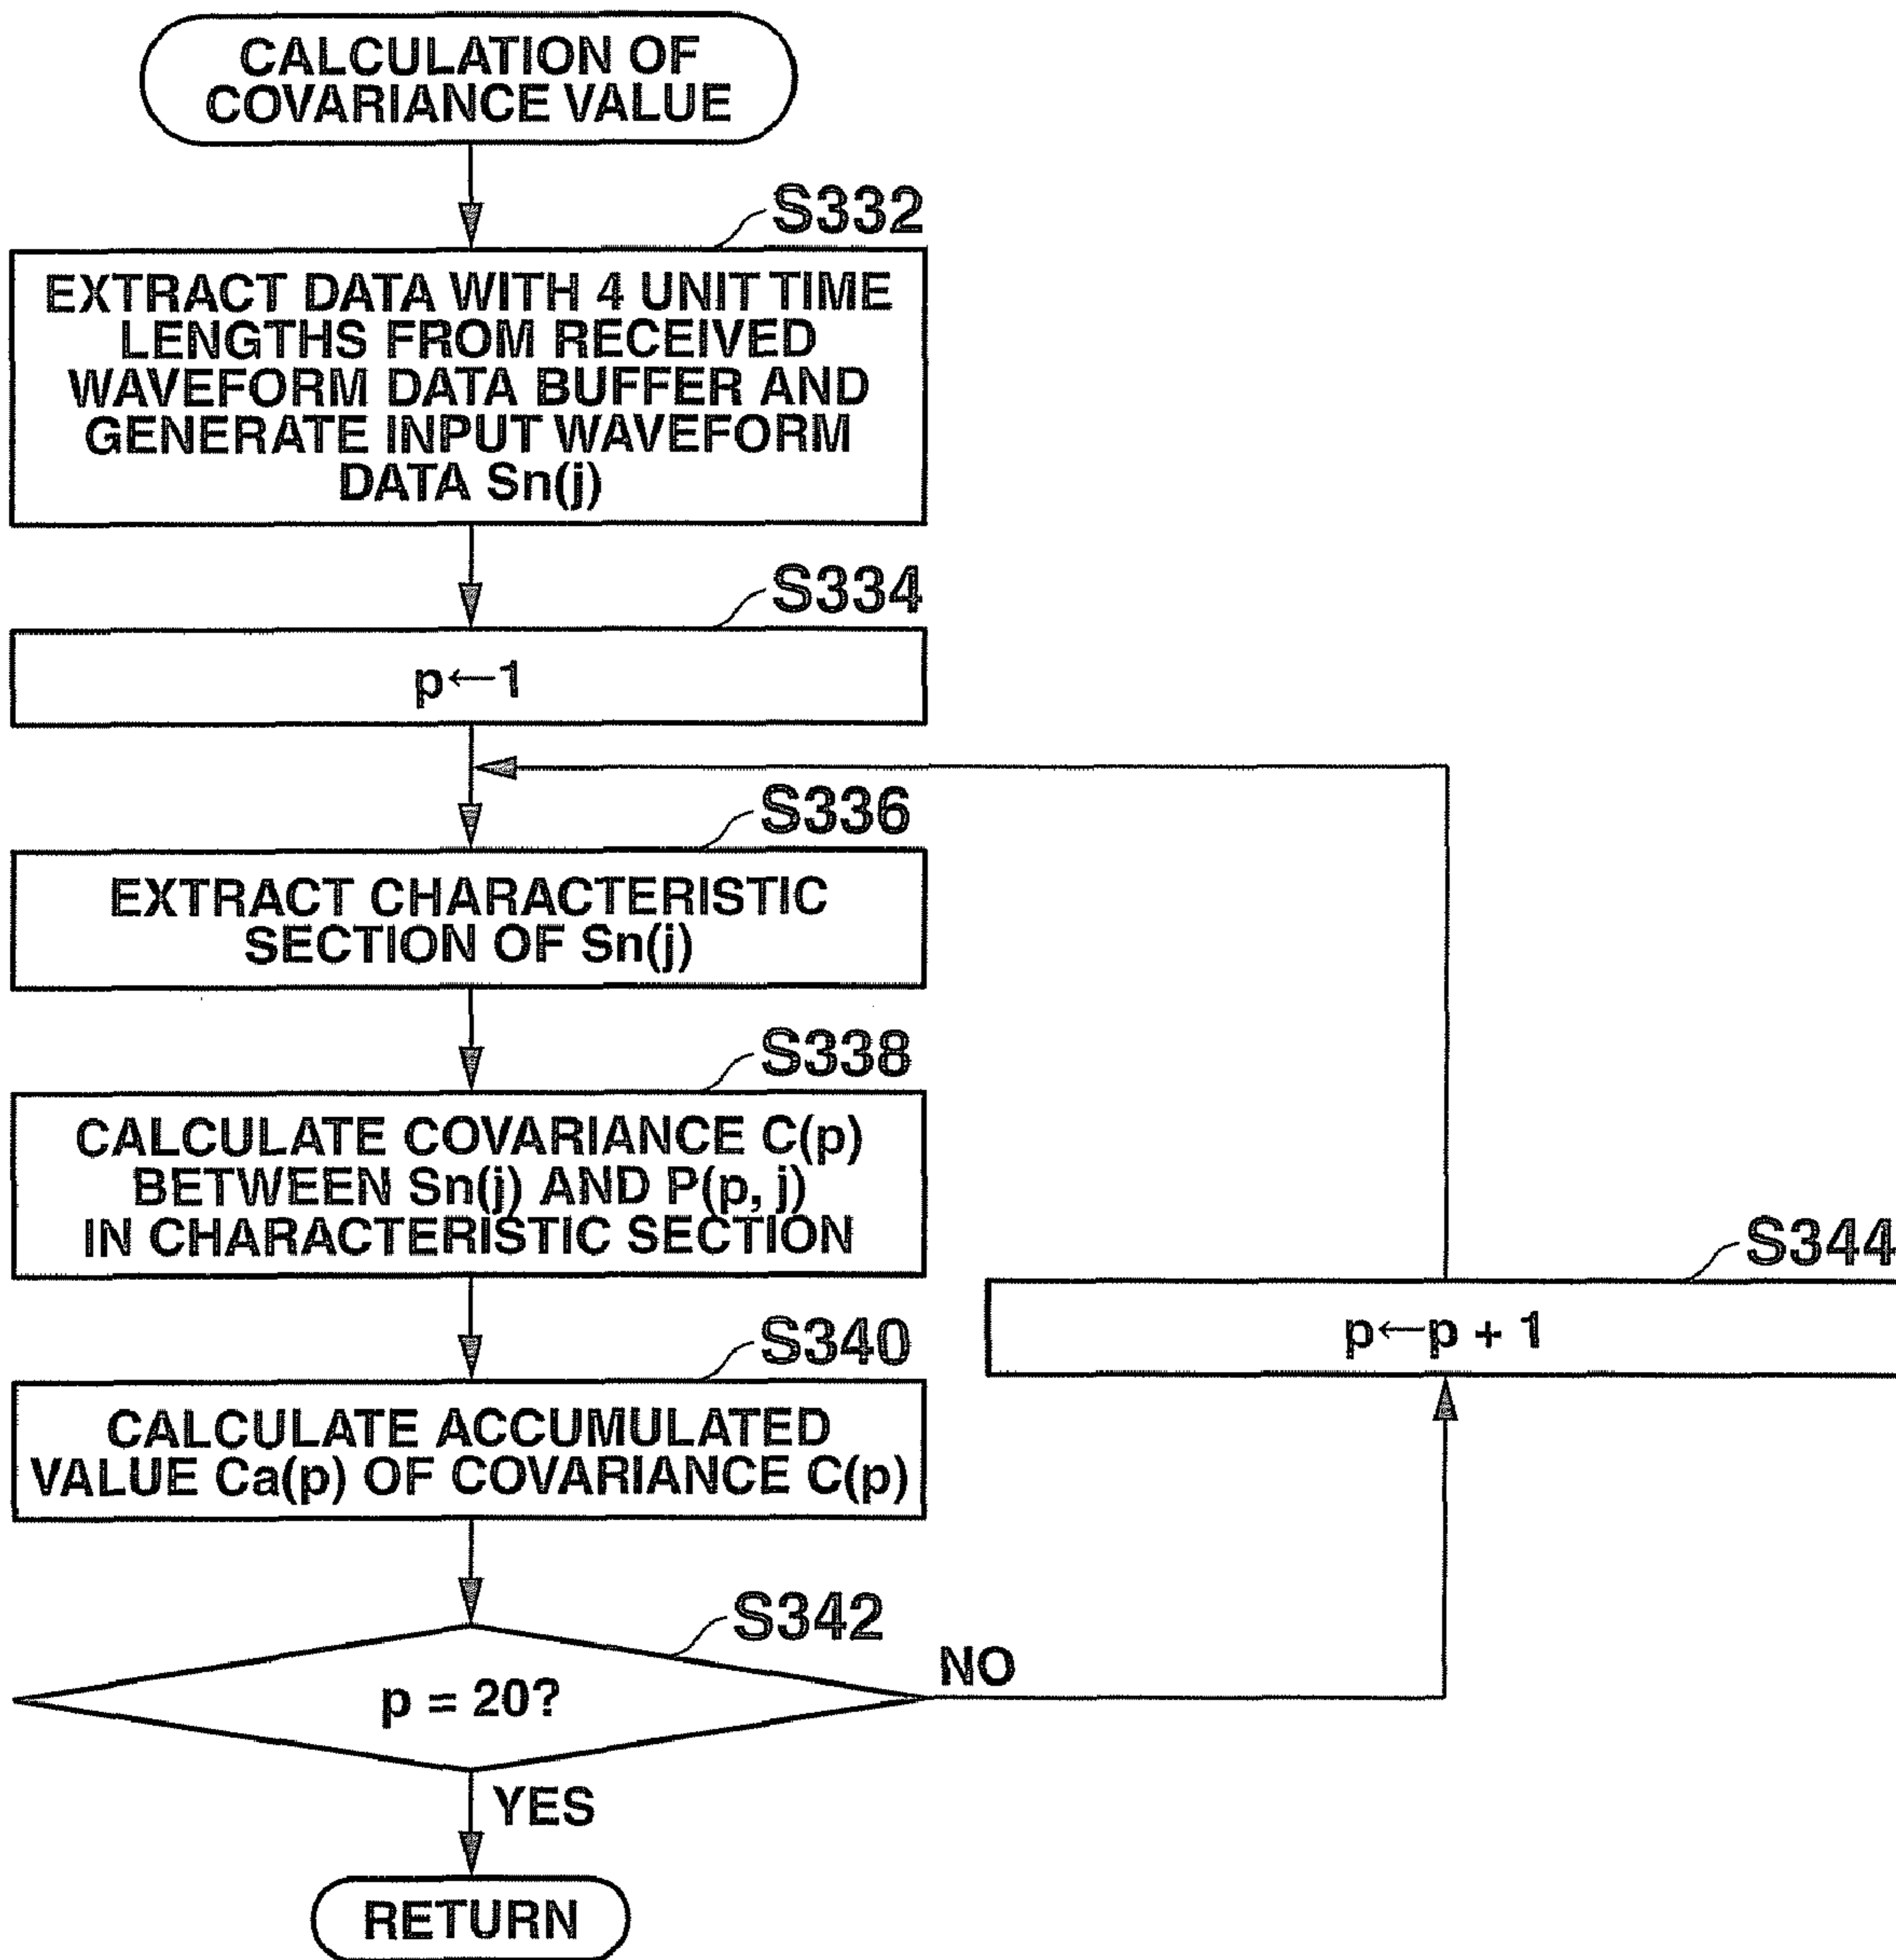 CALCULATION OF
COVARIANCE VALUE
S332
EXTRACT DATA WITH 4 UNIT TIME
LENGTHS FROM RECEIVED
WAVEFORM DATA BUFFER AND
GENERATE INPUT WAVEFORM
DATA Sn(j)
S334
p←1
S336
EXTRACT CHARACTERISTIC
SECTION OF Sn(j)
S338
CALCULATE COVARIANCE C(p)
BETWEEN Sn(j) AND P(p, j)
IN CHARACTERISTIC SECTION
S344
p←p + 1
S340
CALCULATE ACCUMULATED
VALUE Ca(p) OF COVARIANCE C(p)
S342
p = 20?
NO
YES
RETURN